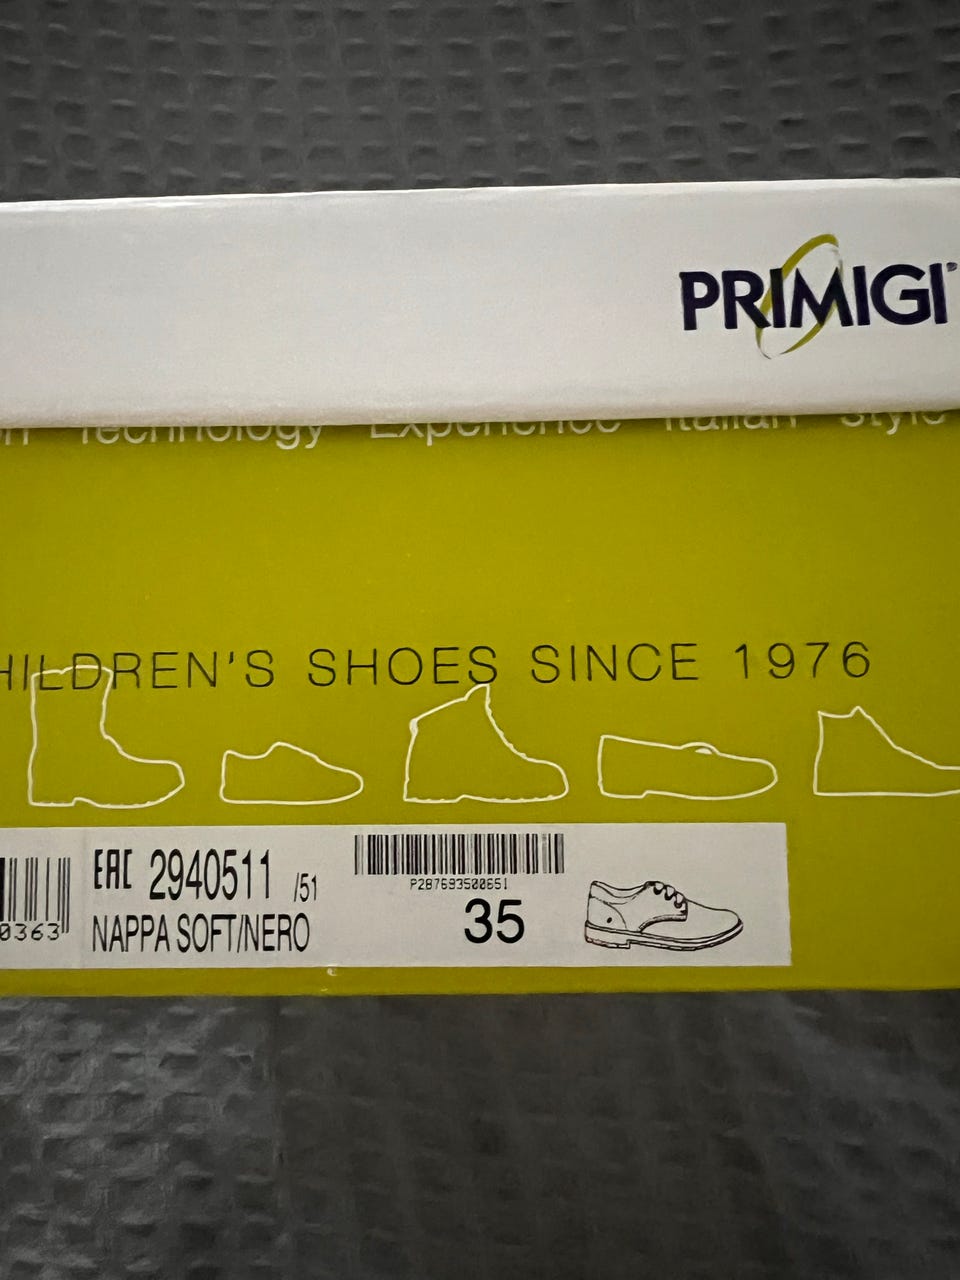 PRIMIGI
Technology Experience Italian Style
HILDREN'S SHOES SINCE 1976
EAC 2940511 /51
NAPPA SOFT/NERO
P287693500651
35
0363